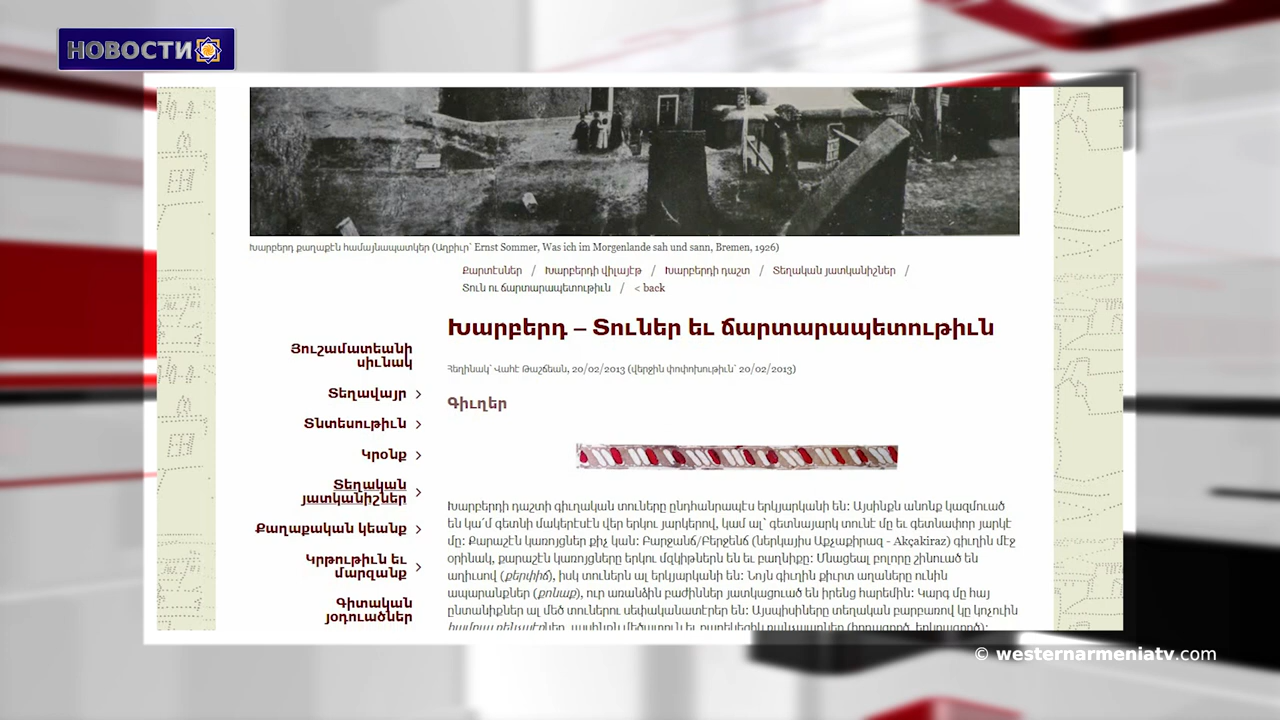 НОВОСТИ
Խարբերդ քաղաքէն համայնապատկեր (Աղբիւր՝ Ernst Sommer, Was ich im Morgenlande sah und sann, Bremen, 1926)
Քարտէսներ / Խարբերդի վիլայէթ / Խարբերդի դաշտ / Տեղական յատկանիշներ /
Տուն ու ճարտարապետութիւն / < back
Խարբերդ – Տուներ եւ ճարտարապետութիւն
Հեղինակ՝ Վահէ Թաշճեան, 20/02/2013 (վերջին փոփոխութիւն՝ 20/02/2013)
Գիւղեր
Յուշամատեանի
սիւնակ
Տեղավայր
Տնտեսութիւն
Կրօնք
Տեղական
յատկանիշներ
Քաղաքական կեանք
Կրթութիւն եւ
մարզանք
Գիտական
յօդուածներ
Խարբերդի դաշտի գիւղական տուները ընդհանրապէս երկյարկանի են։ Այսինքն անոնք կազմուած
են կա՛մ գետնի մակերէսէն վեր երկու յարկերով, կամ ալ՝ գետնայարկ տունէ մը եւ գետնափոր յարկէ
մը։ Քարաշէն կառոյցներ քիչ կան։ Բարջանճ/Բերջենճ (ներկայիս Աքչաքիրազ - Akçakiraz) գիւղին մէջ
օրինակ, քարաշէն կառոյցները երկու մզկիթներն են եւ բաղնիքը։ Մնացեալ բոլորը շինուած են
աղիւսով (քերփիճ), իսկ տուներն ալ երկյարկանի են։ Նոյն գիւղին քիւրտ աղաները ունին
ապարանքներ (քոնաք), ուր առանձին բաժիններ յատկացուած են իրենց հարեմին։ Կարգ մը հայ
ընտանիքներ ալ մեծ տուներու սեփականատէրեր են։ Այսպիսիները տեղական բարբառով կը կոչուին
© westernarmeniatv.com